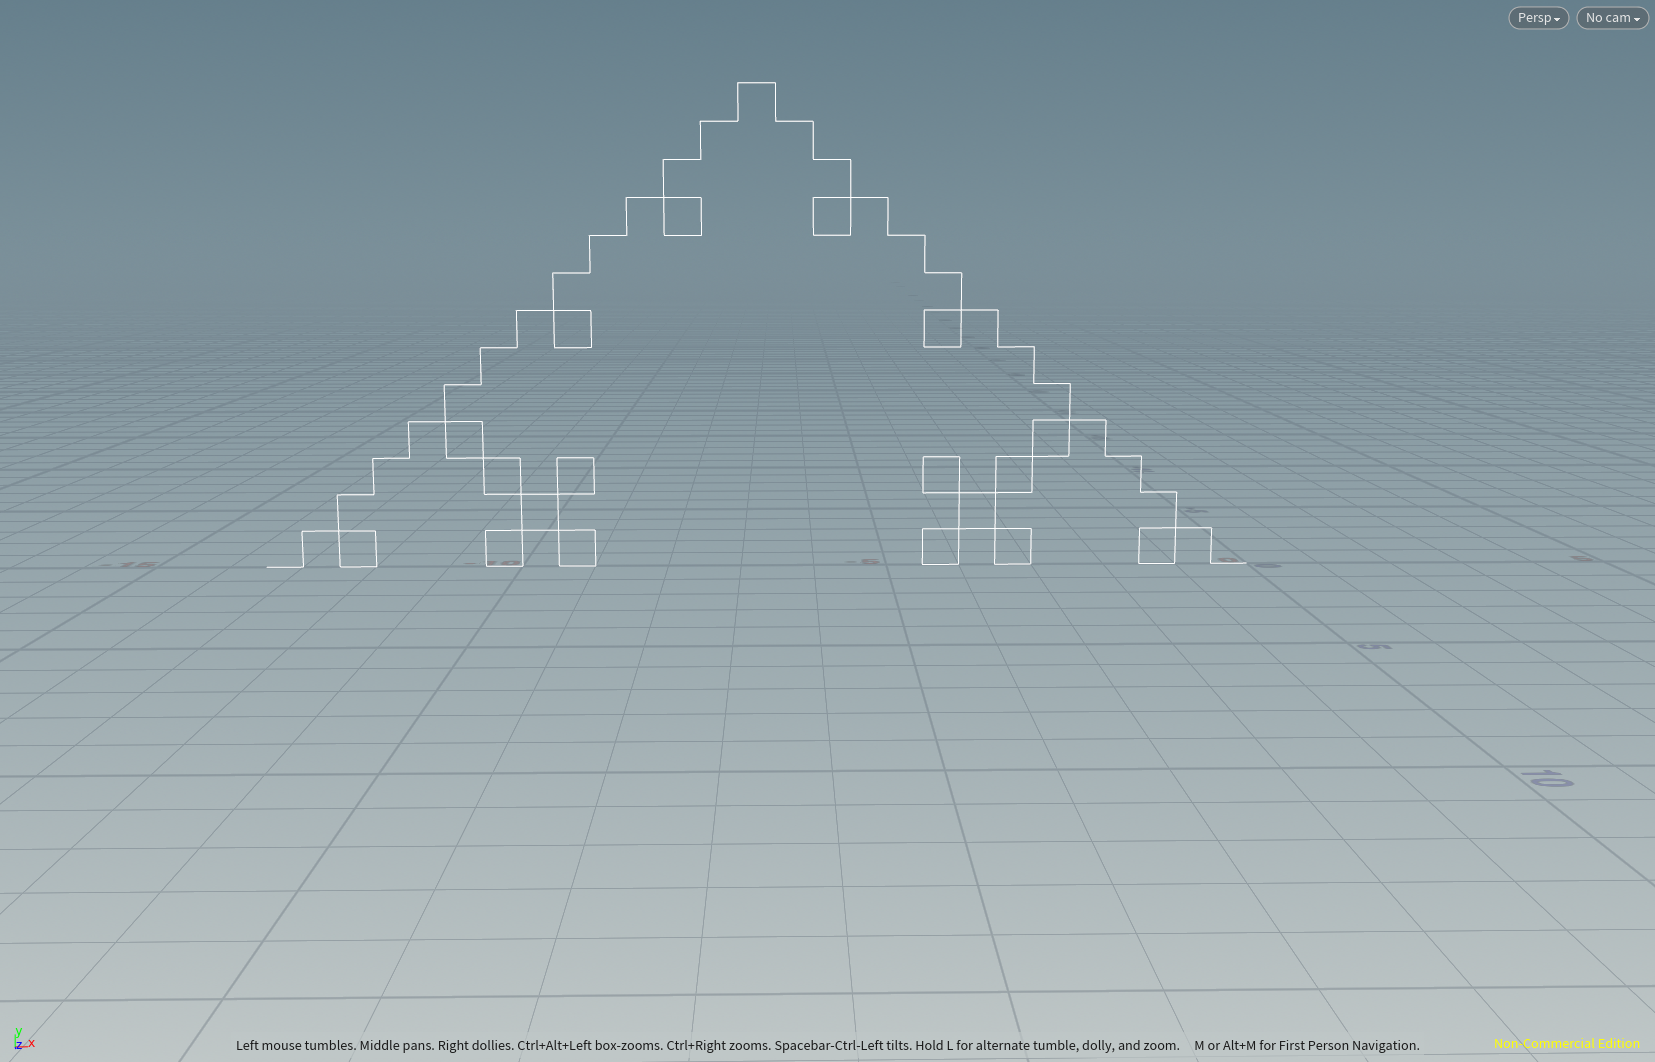 Persp No cam
-15 -10 -5 0 0 5
5
10
y
z x
Left mouse tumbles. Middle pans. Right dollies. Ctrl+Alt+Left box-zooms. Ctrl+Right zooms. Spacebar-Ctrl-Left tilts. Hold L for alternate tumble, dolly, and zoom. M or Alt+M for First Person Navigation. Non-Commercial Edition